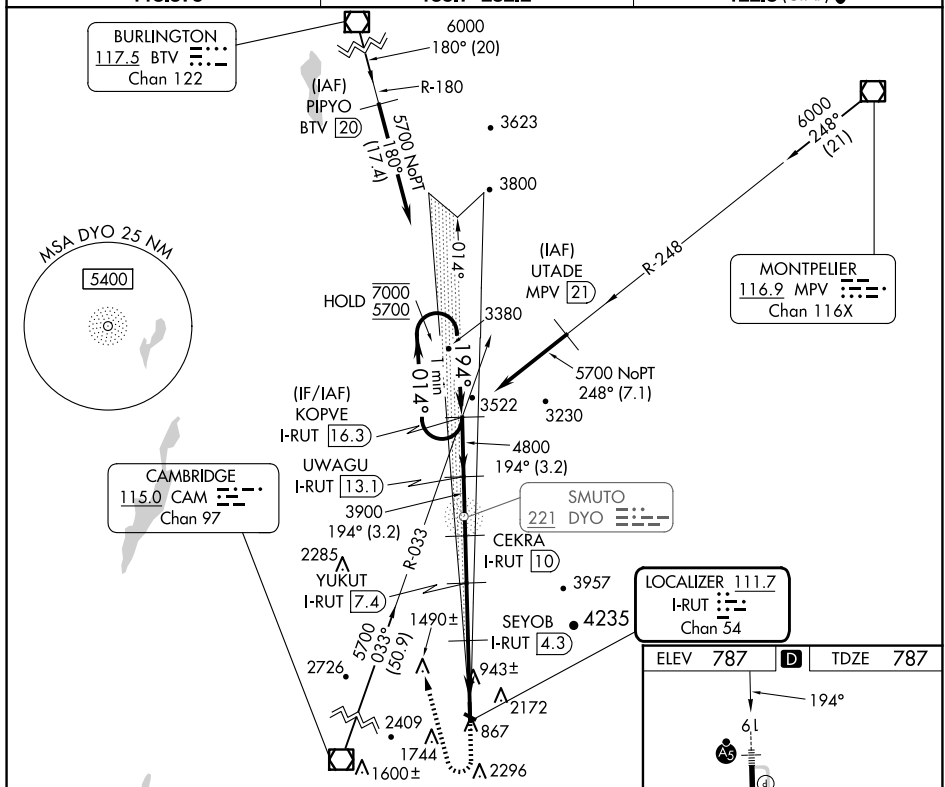 BURLINGTON
117.5 BTV
Chan 122
6000
180° (20)
R-180
(IAF)
PIPYO
BTV 20
5700 NoPT
180°
(17.4)
3623
3800
6000
248°
(21)
R-248
MONTPELIER
116.9 MPV
Chan 116X
MSA DYO 25 NM
5400
014°
(IAF)
UTADE
MPV 21
HOLD 7000
5700
3380
194°
1 min
014°
5700 NoPT
248° (7.1)
3522
3230
(IF/IAF)
KOPVE
I-RUT 16.3
4800
194° (3.2)
UWAGU
I-RUT 13.1
CAMBRIDGE
115.0 CAM
Chan 97
3900
194° (3.2)
SMUTO
221 DYO
R-033
CEKRA
I-RUT 10
2285
YUKUT
I-RUT 7.4
3957
LOCALIZER 111.7
I-RUT
Chan 54
1490±
SEYOB
I-RUT 4.3
4235
5700
033°
(50.9)
2726
943±
2172
867
2409
1744
1600±
2296
ELEV 787 D TDZE 787
194°
19
A5
P